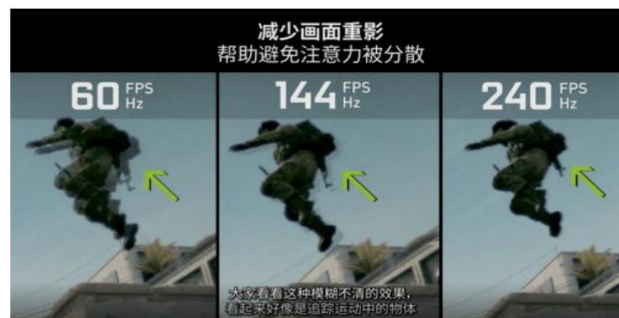 减少画面重影
帮助避免注意力被分散
60 FPS Hz
144 FPS Hz
240 FPS Hz
大家看看这种模糊不清的效果，
看起来好像是追踪运动中的物体